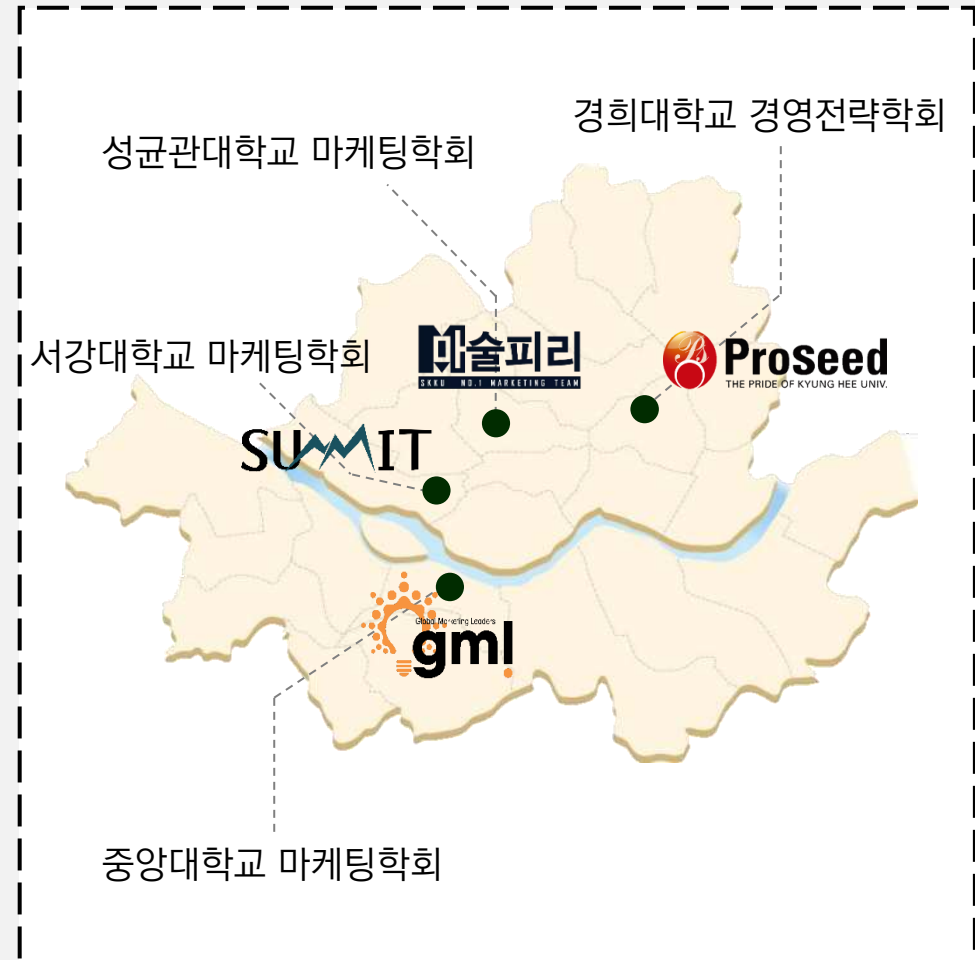 경희대학교 경영전략학회
성균관대학교 마케팅학회
서강대학교 마케팅학회
마술피리
SKKU NO.1 MARKETING TEAM
ProSeed
THE PRIDE OF KYUNG HEE UNIV.
SUMMIT
Global Marketing Leaders
gml
중앙대학교 마케팅학회